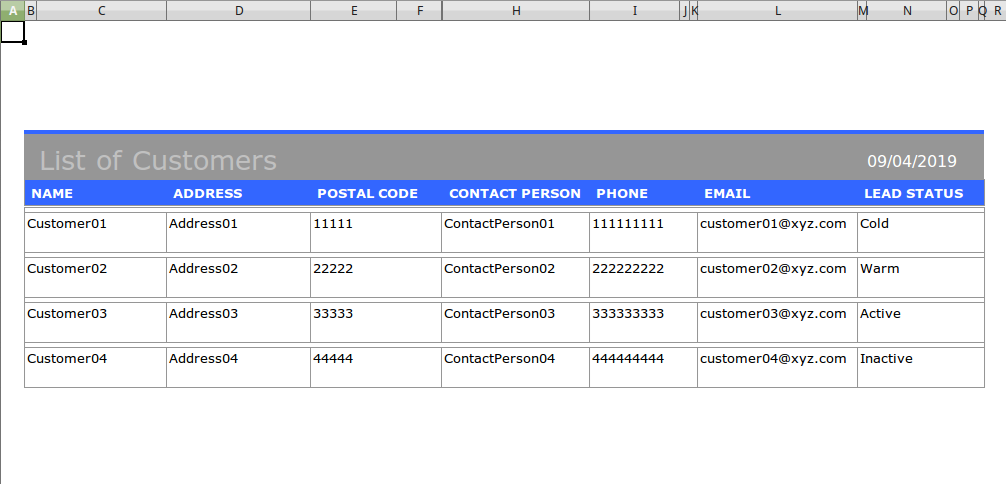 A B C D E F H I J K L M N O P Q R
List of Customers 09/04/2019
NAME ADDRESS POSTAL CODE CONTACT PERSON PHONE EMAIL LEAD STATUS
Customer01 Address01 11111 ContactPerson01 111111111 customer01@xyz.com Cold
Customer02 Address02 22222 ContactPerson02 222222222 customer02@xyz.com Warm
Customer03 Address03 33333 ContactPerson03 333333333 customer03@xyz.com Active
Customer04 Address04 44444 ContactPerson04 444444444 customer04@xyz.com Inactive